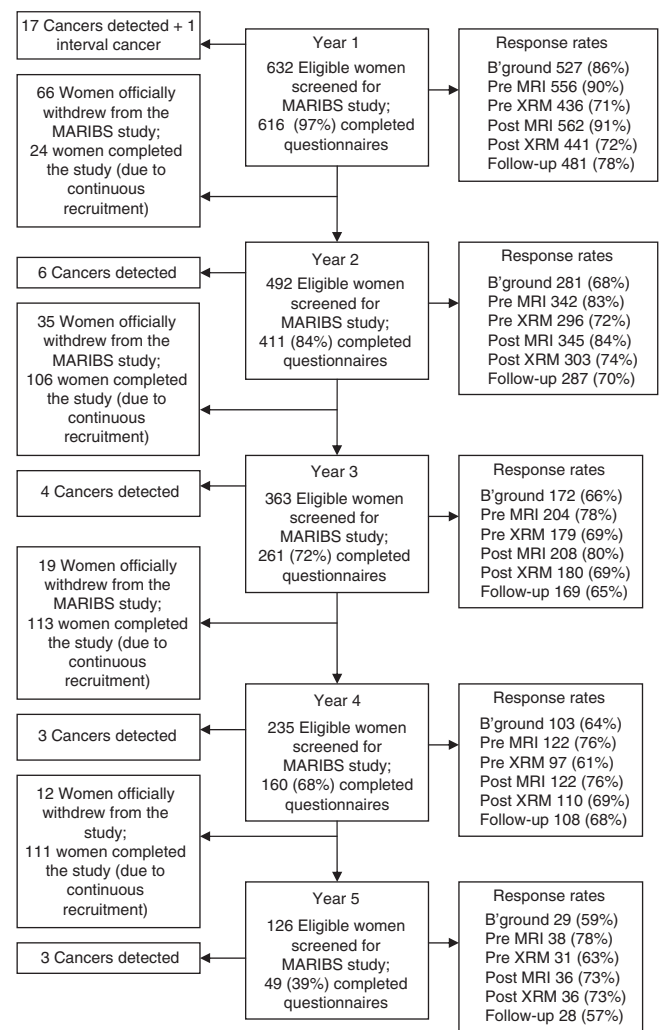 17 Cancers detected + 1
interval cancer
Year 1
632 Eligible women
screened for
MARIBS study;
616 (97%) completed
questionnaires
Response rates
B'ground 527 (86%)
Pre MRI 556 (90%)
Pre XRM 436 (71%)
Post MRI 562 (91%)
Post XRM 441 (72%)
Follow-up 481 (78%)
66 Women officially
withdrew from the
MARIBS study;
24 women completed
the study (due to
continuous
recruitment)
6 Cancers detected
Year 2
492 Eligible women
screened for
MARIBS study;
411 (84%) completed
questionnaires
Response rates
B'ground 281 (68%)
Pre MRI 342 (83%)
Pre XRM 296 (72%)
Post MRI 345 (84%)
Post XRM 303 (74%)
Follow-up 287 (70%)
35 Women officially
withdrew from the
MARIBS study;
106 women completed
the study (due to
continuous
recruitment)
4 Cancers detected
Year 3
363 Eligible women
screened for
MARIBS study;
261 (72%) completed
questionnaires
Response rates
B'ground 172 (66%)
Pre MRI 204 (78%)
Pre XRM 179 (69%)
Post MRI 208 (80%)
Post XRM 180 (69%)
Follow-up 169 (65%)
19 Women officially
withdrew from the
MARIBS study;
113 women completed
the study (due to
continuous
recruitment)
3 Cancers detected
Year 4
235 Eligible women
screened for
MARIBS study;
160 (68%) completed
questionnaires
Response rates
B'ground 103 (64%)
Pre MRI 122 (76%)
Pre XRM 97 (61%)
Post MRI 122 (76%)
Post XRM 110 (69%)
Follow-up 108 (68%)
12 Women officially
withdrew from the
study;
111 women completed
the study (due to
continuous
recruitment)
3 Cancers detected
Year 5
126 Eligible women
screened for
MARIBS study;
49 (39%) completed
questionnaires
Response rates
B'ground 29 (59%)
Pre MRI 38 (78%)
Pre XRM 31 (63%)
Post MRI 36 (73%)
Post XRM 36 (73%)
Follow-up 28 (57%)